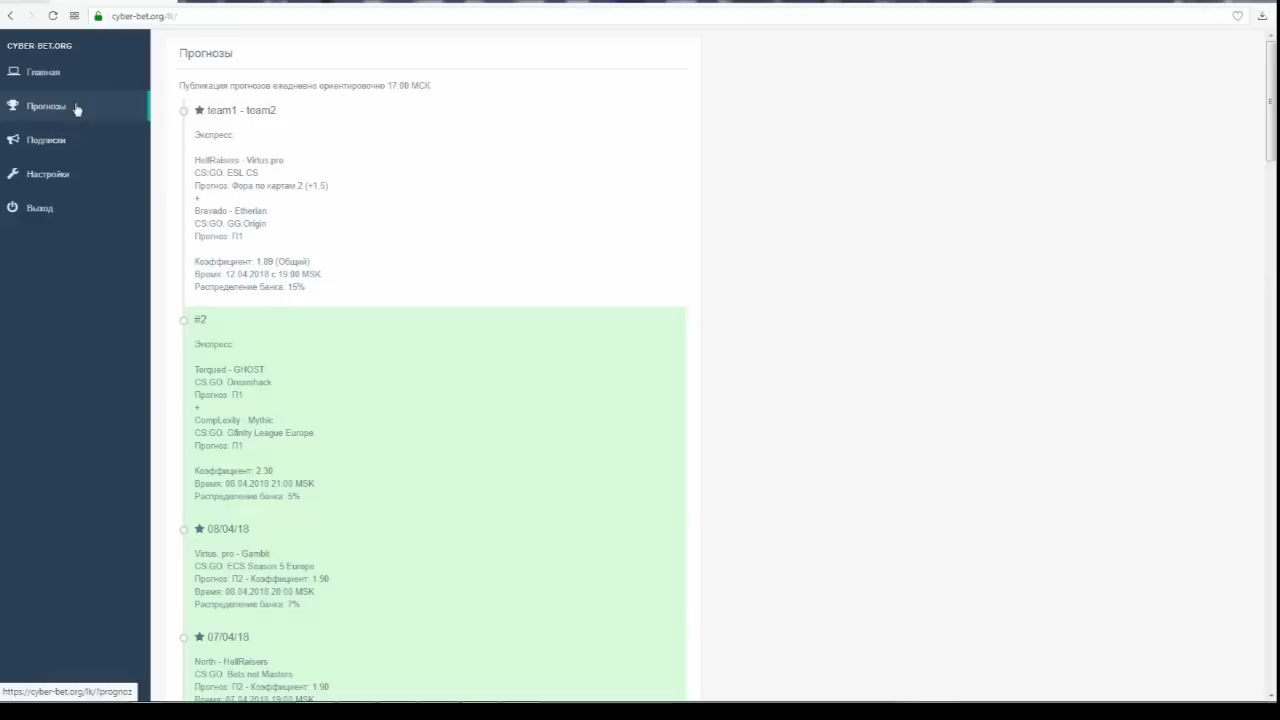 cyber-bet.org/lk/
CYBER-BET.ORG
Главная
Прогнозы
Подписки
Настройки
Выход
Прогнозы
Публикация прогнозов ежедневно ориентировочно 17:00 МСК
team1 - team2
Экспресс:
HellRaisers - Virtus.pro
CS:GO. ESL CS
Прогноз: Фора по картам 2 (+1.5)
+
Bravado - Etherian
CS:GO. GG:Origin
Прогноз: П1
Коэффициент: 1.89 (Общий)
Время: 12.04.2018 с 19:00 MSK
Распределение банка: 15%
#2
Экспресс:
Torqued - GHOST
CS:GO. Dreamhack
Прогноз: П1
+
CompLexity - Mythic
CS:GO. Gfinity League Europe
Прогноз: П1
Коэффициент: 2.30
Время: 08.04.2018 21:00 MSK
Распределение банка: 5%
08/04/18
Virtus. pro - Gambit
CS:GO. ECS Season 5 Europe
Прогноз: П2 - Коэффициент: 1.90
Время: 08.04.2018 20:00 MSK
Распределение банка: 7%
07/04/18
North - HellRaisers
CS:GO. Bets.net Masters
Прогноз: П2 - Коэффициент: 1.90
Время: 07.04.2018 19:00 MSK
https://cyber-bet.org/lk/?prognoz